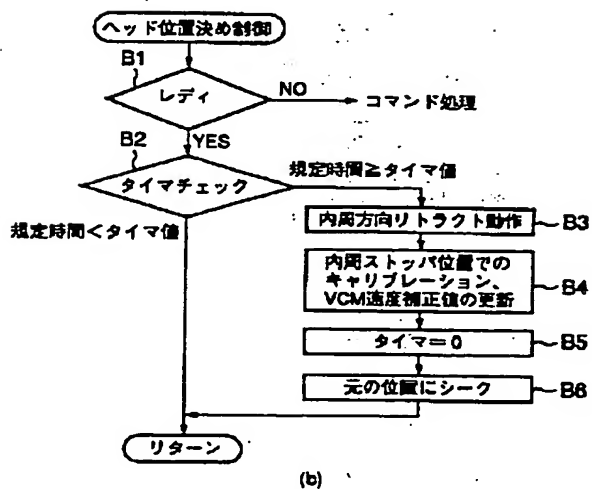 ヘッド位置決め制御
B1
レディ
NO
コマンド処理
YES
B2
タイマチェック
規定時間≧タイマ値
規定時間<タイマ値
内周方向リトラクト動作
B3
内周ストッパ位置での
キャリブレーション、
VCM速度補正値の更新
B4
タイマ=0
B5
元の位置にシーク
B6
リターン
(b)